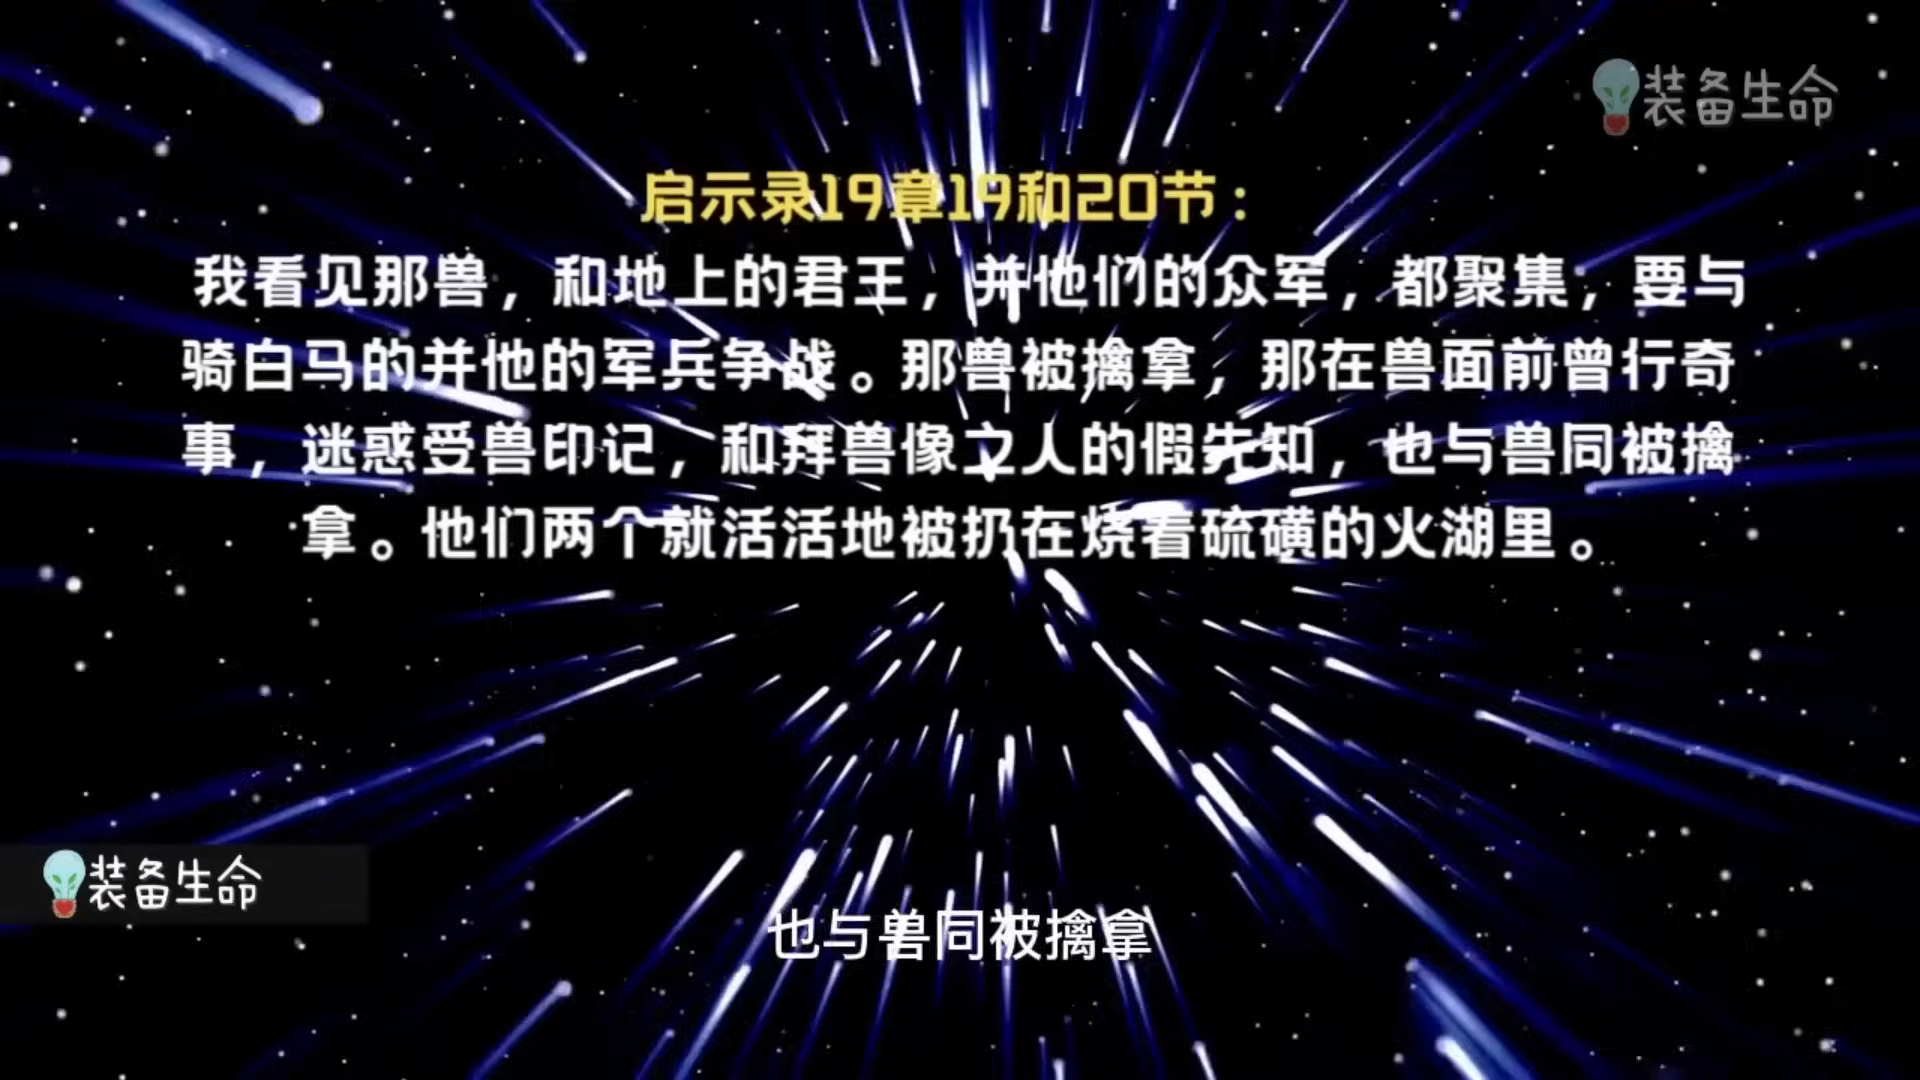 装备生命
启示录19章19和20节：
我看见那兽，和地上的君王，并他们的众军，都聚集，要与
骑白马的并他的军兵争战。那兽被擒拿，那在兽面前曾行奇
事，迷惑受兽印记，和拜兽像之人的假先知，也与兽同被擒
拿。他们两个就活活地被扔在烧着硫磺的火湖里。
装备生命
也与兽同被擒拿